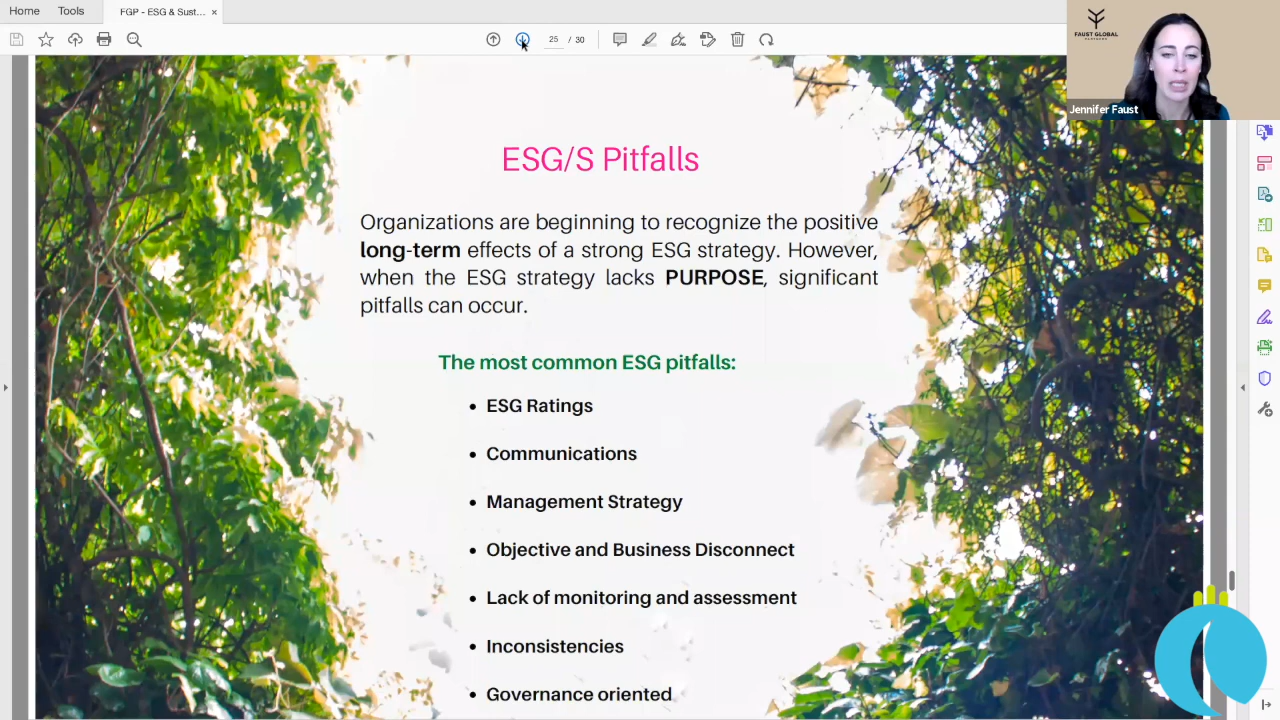 Home Tools FGP - ESG & Sust... ×
25 / 30
FAUST GLOBAL
PARTNERS
Jennifer Faust
ESG/S Pitfalls
Organizations are beginning to recognize the positive
long-term effects of a strong ESG strategy. However,
when the ESG strategy lacks PURPOSE, significant
pitfalls can occur.
The most common ESG pitfalls:
• ESG Ratings
• Communications
• Management Strategy
• Objective and Business Disconnect
• Lack of monitoring and assessment
• Inconsistencies
• Governance oriented